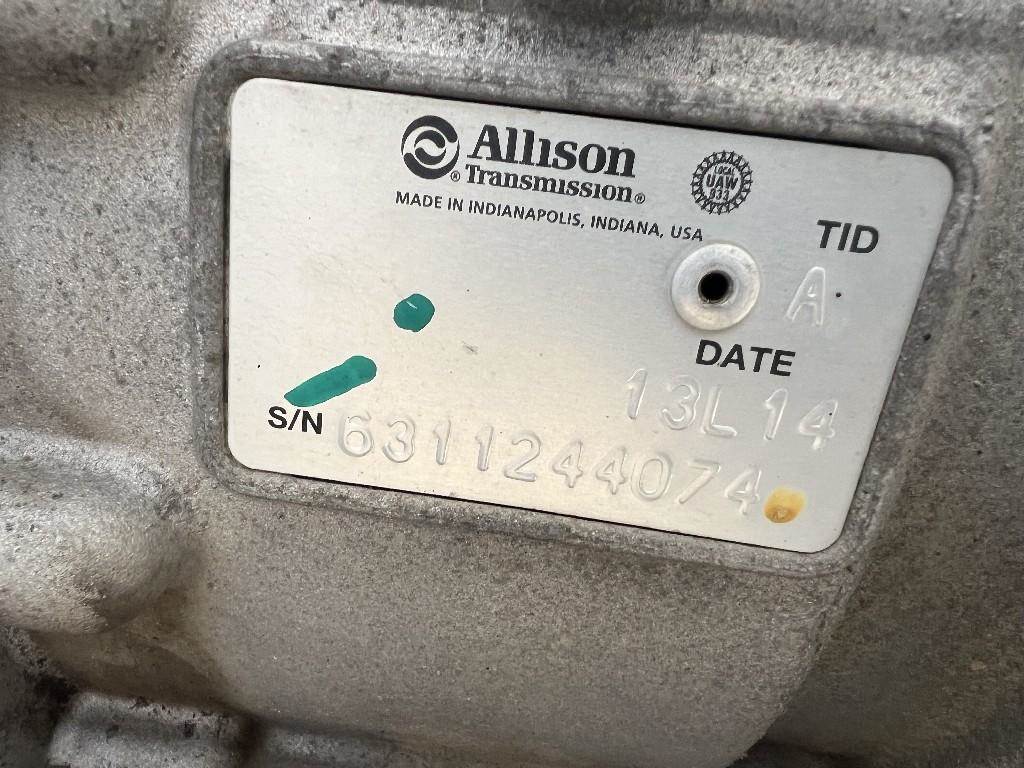 Allison
Transmission®
MADE IN INDIANAPOLIS, INDIANA, USA
LOCAL
UAW
933
TID
A
DATE
13L14
S/N 6311244074